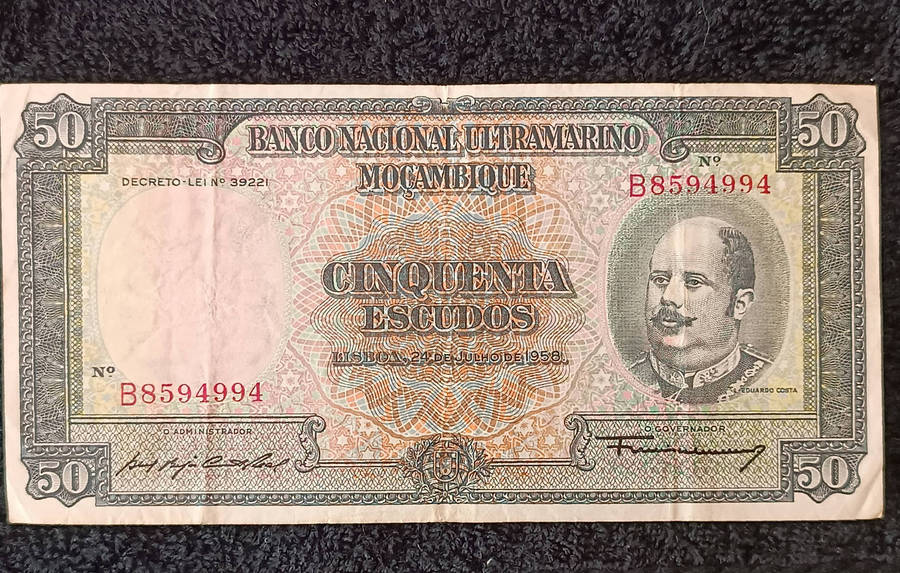 50
50
BANCO NACIONAL ULTRAMARINO
MOÇAMBIQUE
DECRETO-LEI Nº 39221
Nº
B8594994
CINQUENTA
ESCUDOS
LISBOA, 24 DE JULHO DE 1958
Nº
B8594994
EDUARDO COSTA
O ADMINISTRADOR
O GOVERNADOR
50
50